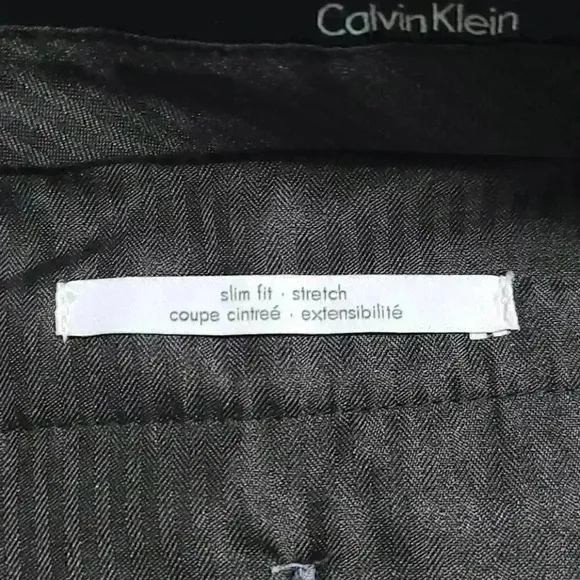 Calvin Klein
slim fit · stretch
coupe cintreé · extensibilité